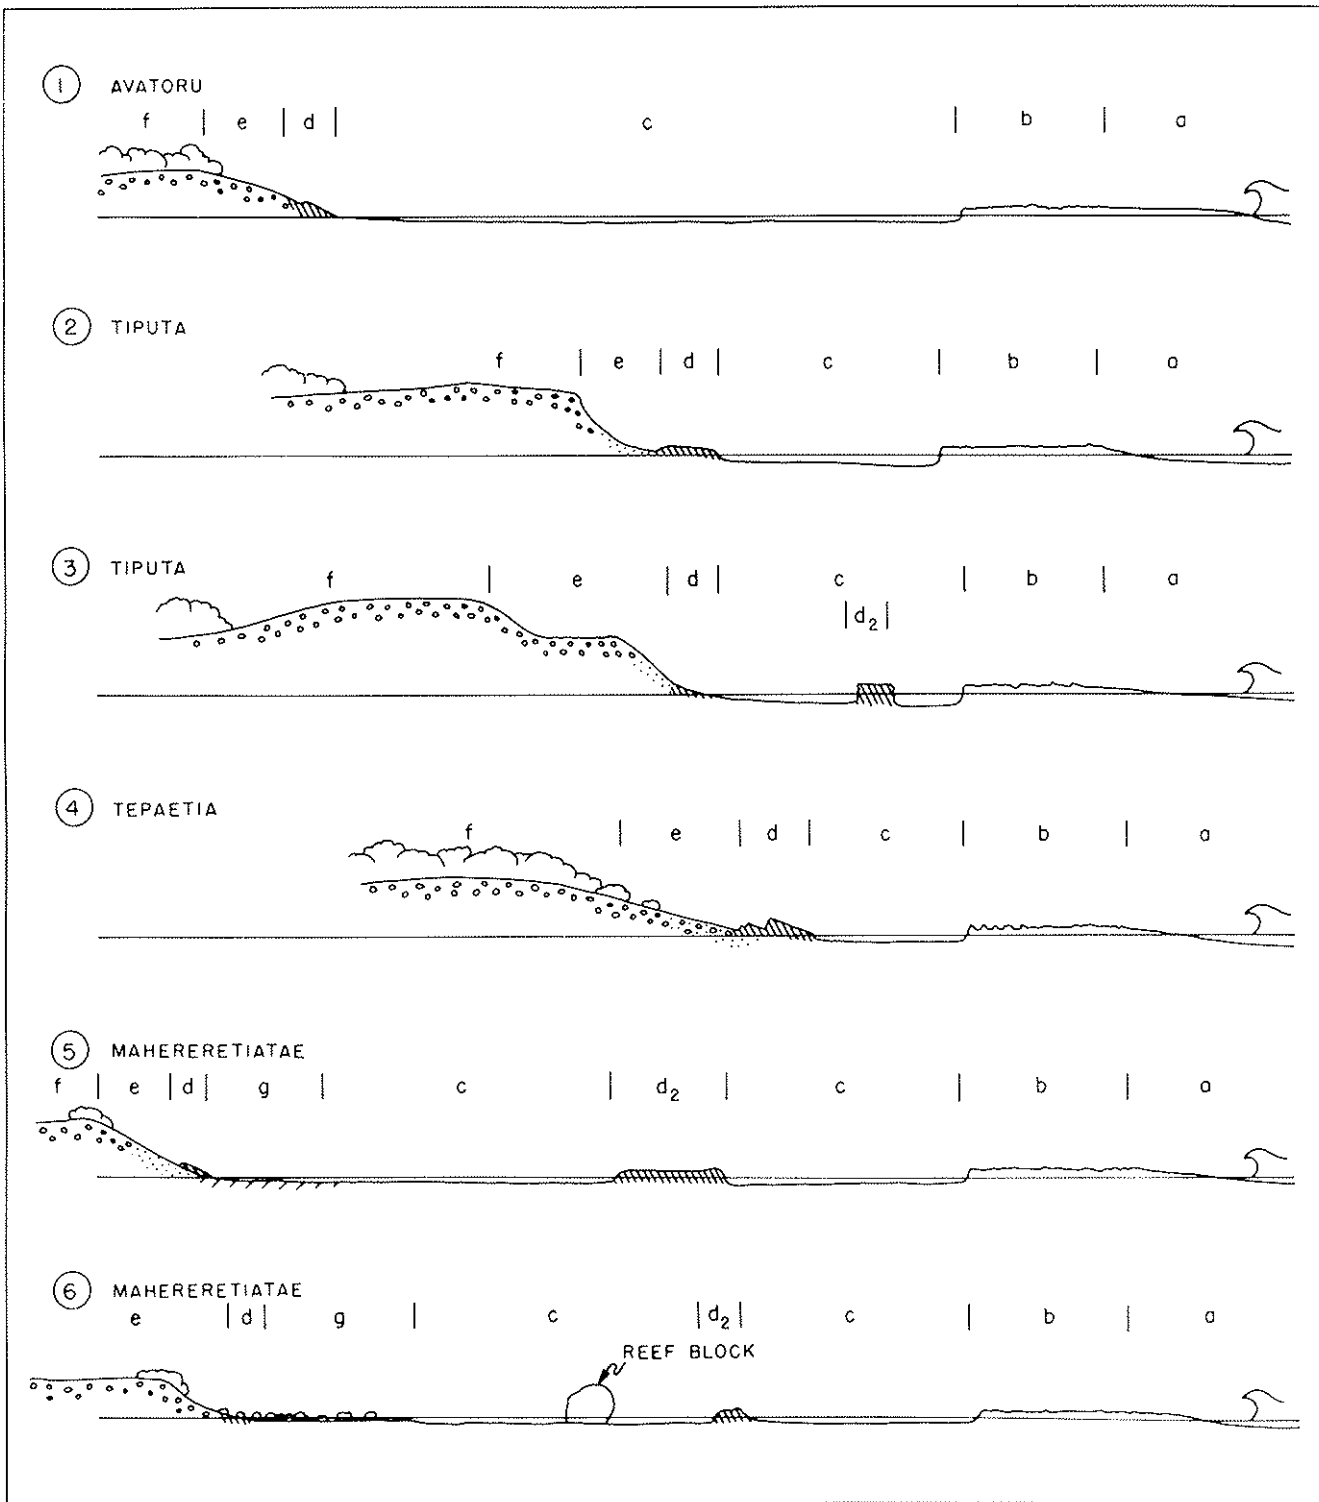 1 AVATORU
f | e | d | c | b | a
2 TIPUTA
f | e | d | c | b | a
3 TIPUTA
f | e | d | c | b | a
| d₂ |
4 TEPAETIA
f | e | d | c | b | a
5 MAHERERETIATAE
f | e | d | g | c | d₂ | c | b | a
6 MAHERERETIATAE
e | d | g | c | d₂ | c | b | a
REEF BLOCK